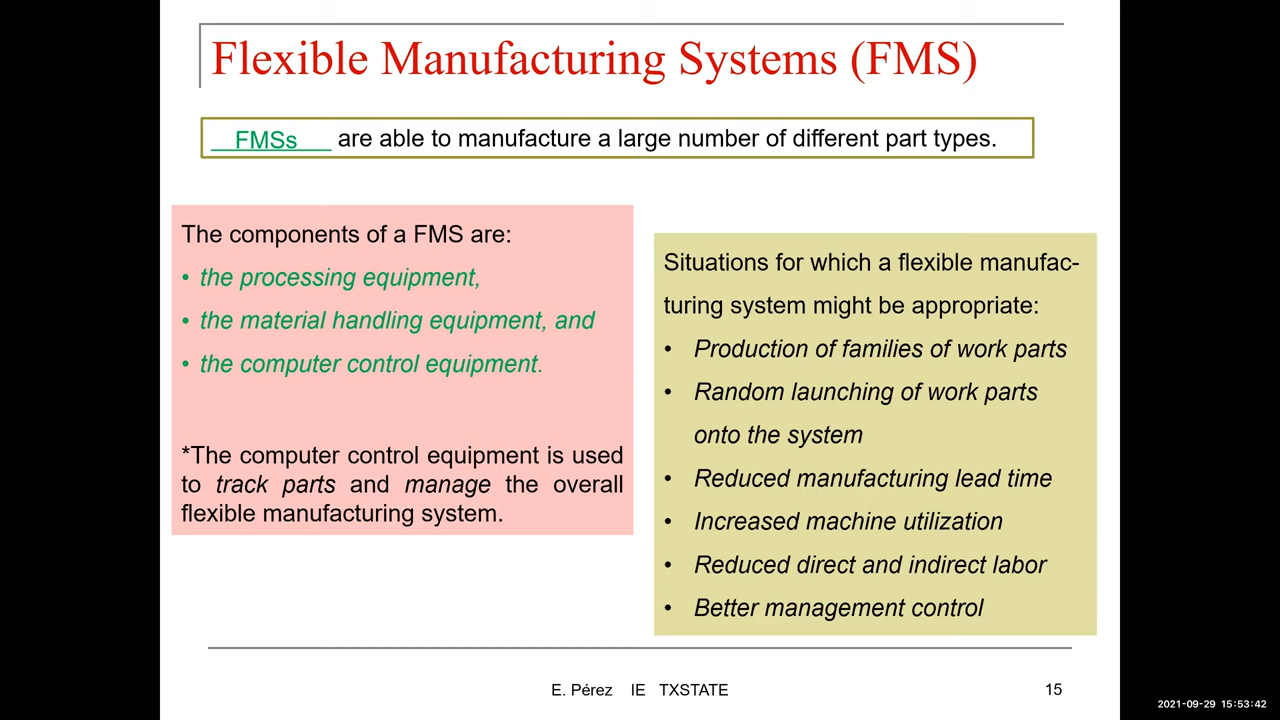 Flexible Manufacturing Systems (FMS)
FMSs are able to manufacture a large number of different part types.
The components of a FMS are:
• the processing equipment,
• the material handling equipment, and
• the computer control equipment.
*The computer control equipment is used
to track parts and manage the overall
flexible manufacturing system.
Situations for which a flexible manufac-
turing system might be appropriate:
• Production of families of work parts
• Random launching of work parts
onto the system
• Reduced manufacturing lead time
• Increased machine utilization
• Reduced direct and indirect labor
• Better management control
E. Pérez IE TXSTATE
15
2021-09-29 15:53:42